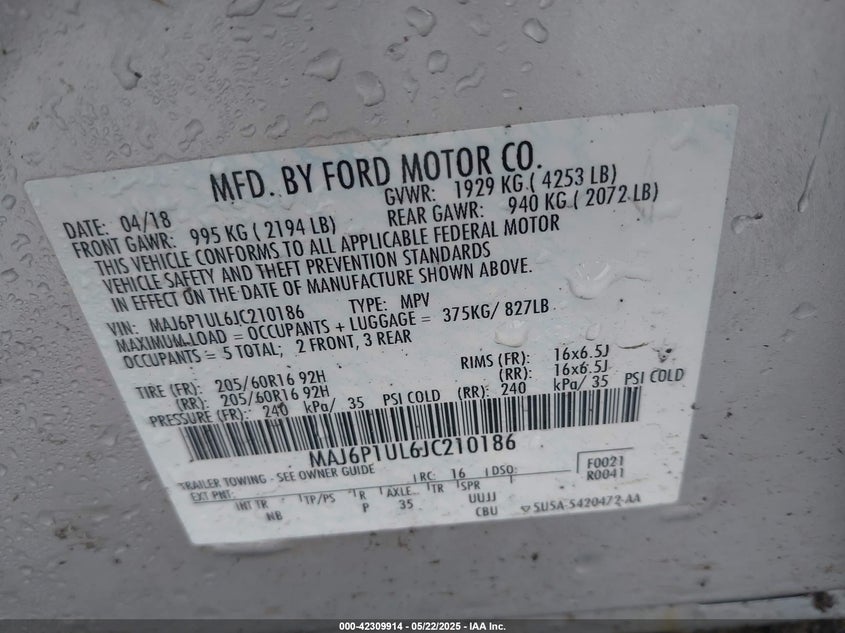 MFD. BY FORD MOTOR CO.
DATE: 04/18 GVWR: 1929 KG.( 4253 LB)
FRONT GAWR: 995 KG ( 2194 LB) REAR GAWR: 940 KG.( 2072 LB)
THIS VEHICLE CONFORMS TO ALL APPLICABLE FEDERAL MOTOR
VEHICLE SAFETY AND THEFT PREVENTION STANDARDS
IN EFFECT ON THE DATE OF MANUFACTURE SHOWN ABOVE.
VIN: MAJ6P1UL6JC210186 TYPE: MPV
MAXIMUM LOAD = OCCUPANTS + LUGGAGE = 375KG/ 827LB
OCCUPANTS = 5 TOTAL; 2 FRONT, 3 REAR
TIRE (FR): 205/60R16 92H RIMS (FR): 16x6.5J
(RR): 205/60R16 92H (RR): 16x6.5J
PRESSURE (FR): 240 kPa/ 35 PSI COLD (RR): 240 kPa/ 35 PSI COLD
MAJ6P1UL6JC210186
TRAILER TOWING - SEE OWNER GUIDE RC: 16 DSO: F0021
R0041
EXT PNT: INT TR TP/PS R AXLE TR SPR
NB P 35 UUJJ
CBU SU5A-5420472-AA
000-42309914 - 05/22/2025 - IAA Inc.